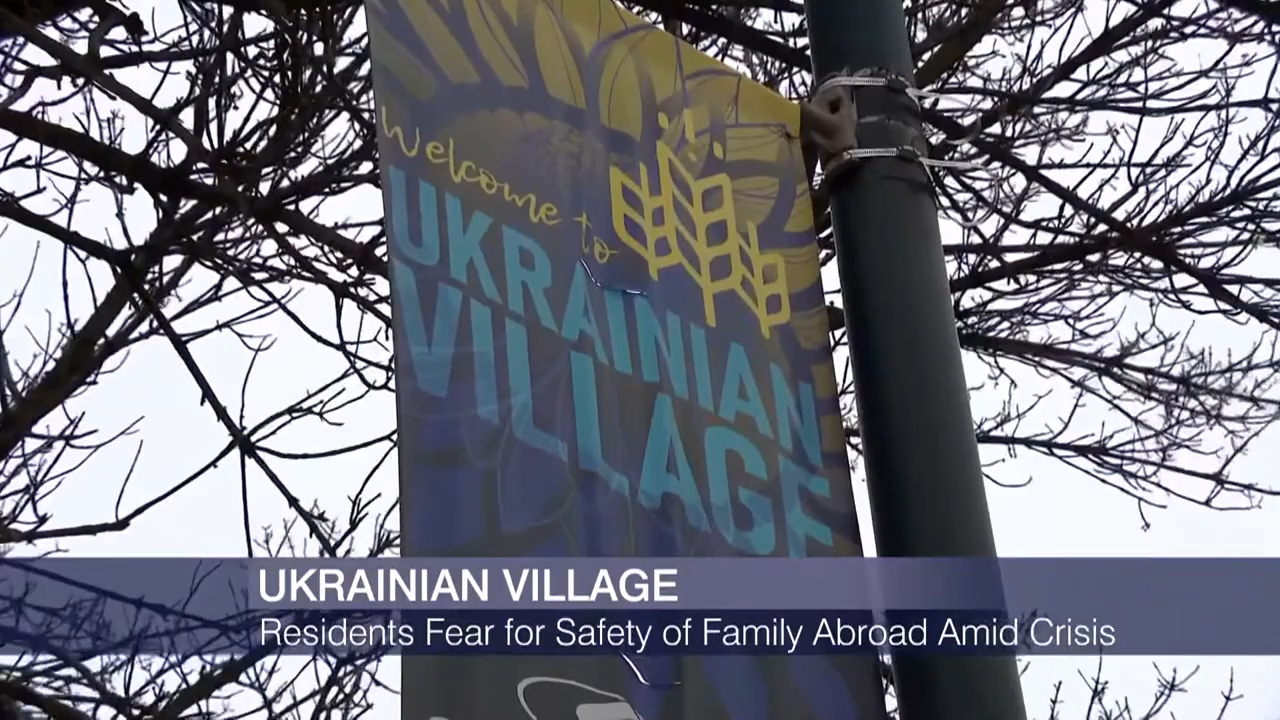 Welcome to
UKRAINIAN
VILLAGE
UKRAINIAN VILLAGE
Residents Fear for Safety of Family Abroad Amid Crisis